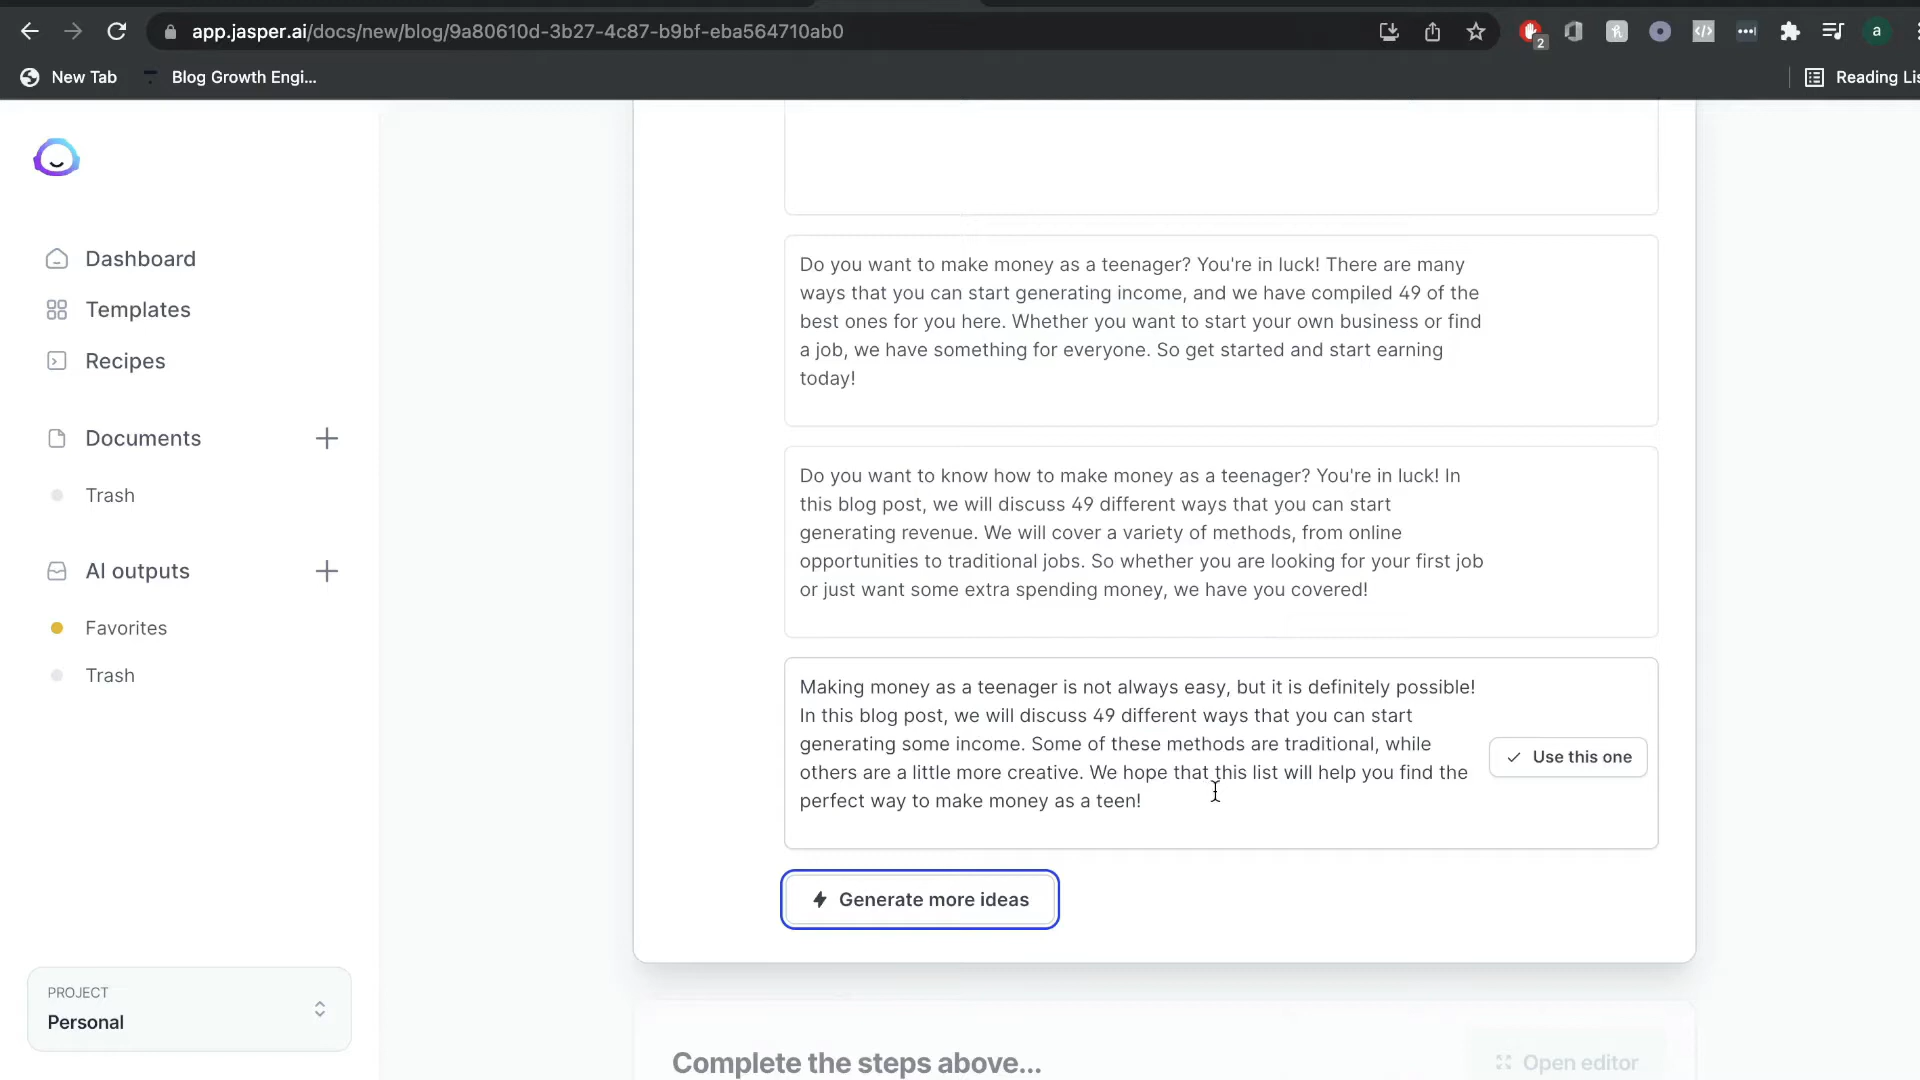 app.jasper.ai/docs/new/blog/9a80610d-3b27-4c87-b9bf-eba564710ab0
2
a
New Tab
Blog Growth Engi...
Reading Lis
Dashboard
Templates
Recipes
Documents
Trash
AI outputs
Favorites
Trash
PROJECT
Personal
Do you want to make money as a teenager? You're in luck! There are many
ways that you can start generating income, and we have compiled 49 of the
best ones for you here. Whether you want to start your own business or find
a job, we have something for everyone. So get started and start earning
today!
Do you want to know how to make money as a teenager? You're in luck! In
this blog post, we will discuss 49 different ways that you can start
generating revenue. We will cover a variety of methods, from online
opportunities to traditional jobs. So whether you are looking for your first job
or just want some extra spending money, we have you covered!
Making money as a teenager is not always easy, but it is definitely possible!
In this blog post, we will discuss 49 different ways that you can start
generating some income. Some of these methods are traditional, while
others are a little more creative. We hope that this list will help you find the
perfect way to make money as a teen!
Use this one
Generate more ideas
Complete the steps above...
Open editor